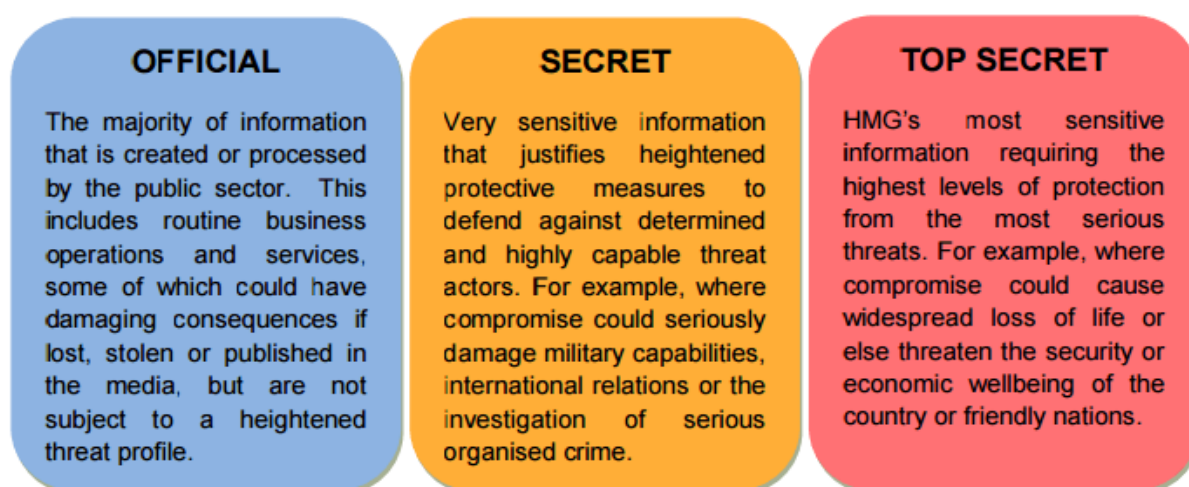 OFFICIAL
The majority of information
that is created or processed
by the public sector. This
includes routine business
operations and services,
some of which could have
damaging consequences if
lost, stolen or published in
the media, but are not
subject to a heightened
threat profile.
SECRET
Very sensitive information
that justifies heightened
protective measures to
defend against determined
and highly capable threat
actors. For example, where
compromise could seriously
damage military capabilities,
international relations or the
investigation of serious
organised crime.
TOP SECRET
HMG's most sensitive
information requiring the
highest levels of protection
from the most serious
threats. For example, where
compromise could cause
widespread loss of life or
else threaten the security or
economic wellbeing of the
country or friendly nations.